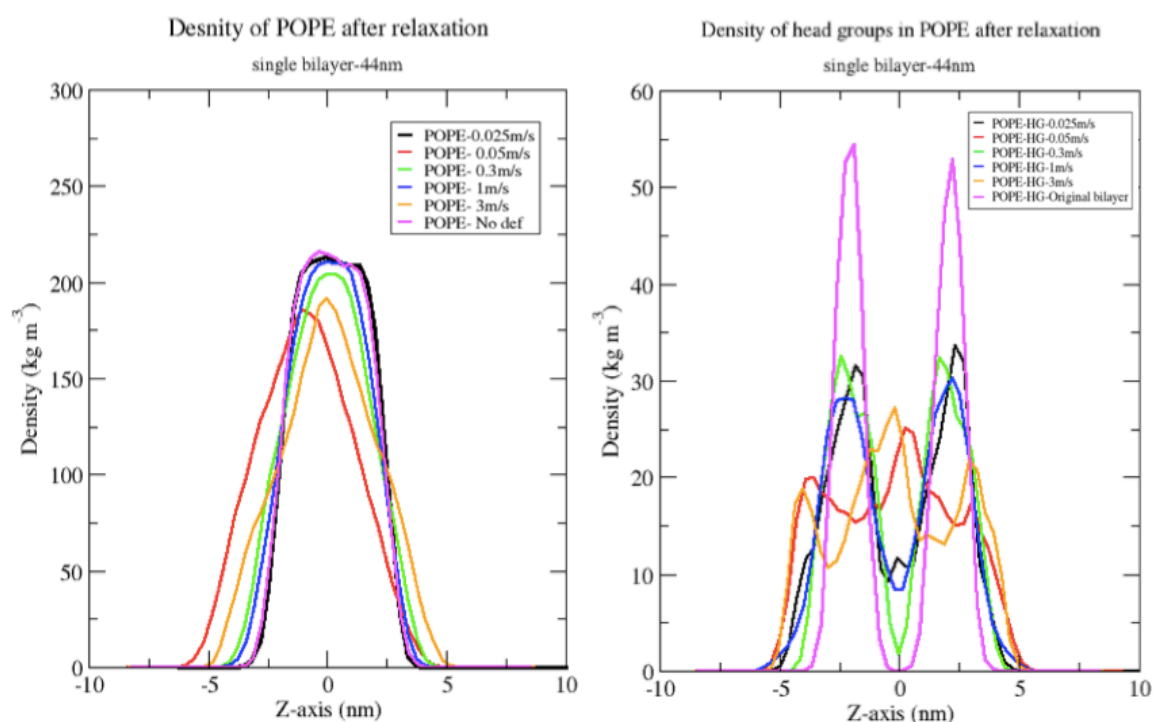 Desnity of POPE after relaxation
single bilayer-44nm
300
250
200
150
100
50
0
Density (kg m⁻³)
POPE-0.025m/s
POPE- 0.05m/s
POPE- 0.3m/s
POPE- 1m/s
POPE- 3m/s
POPE- No def
-10
-5
0
5
10
Z-axis (nm)
Density of head groups in POPE after relaxation
single bilayer-44nm
60
50
40
30
20
10
0
Density (kg m⁻³)
POPE-HG-0.025m/s
POPE-HG-0.05m/s
POPE-HG-0.3m/s
POPE-HG-1m/s
POPE-HG-3m/s
POPE-HG-Original bilayer
-10
-5
0
5
10
Z-axis (nm)